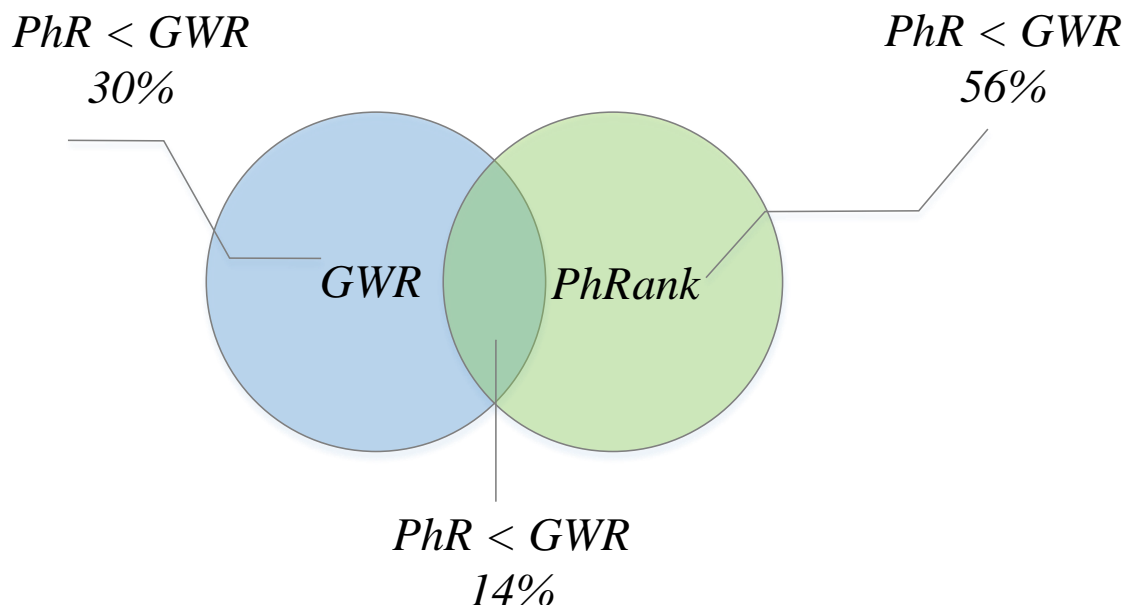 PhR < GWR
30%
PhR < GWR
56%
GWR
PhRank
PhR < GWR
14%